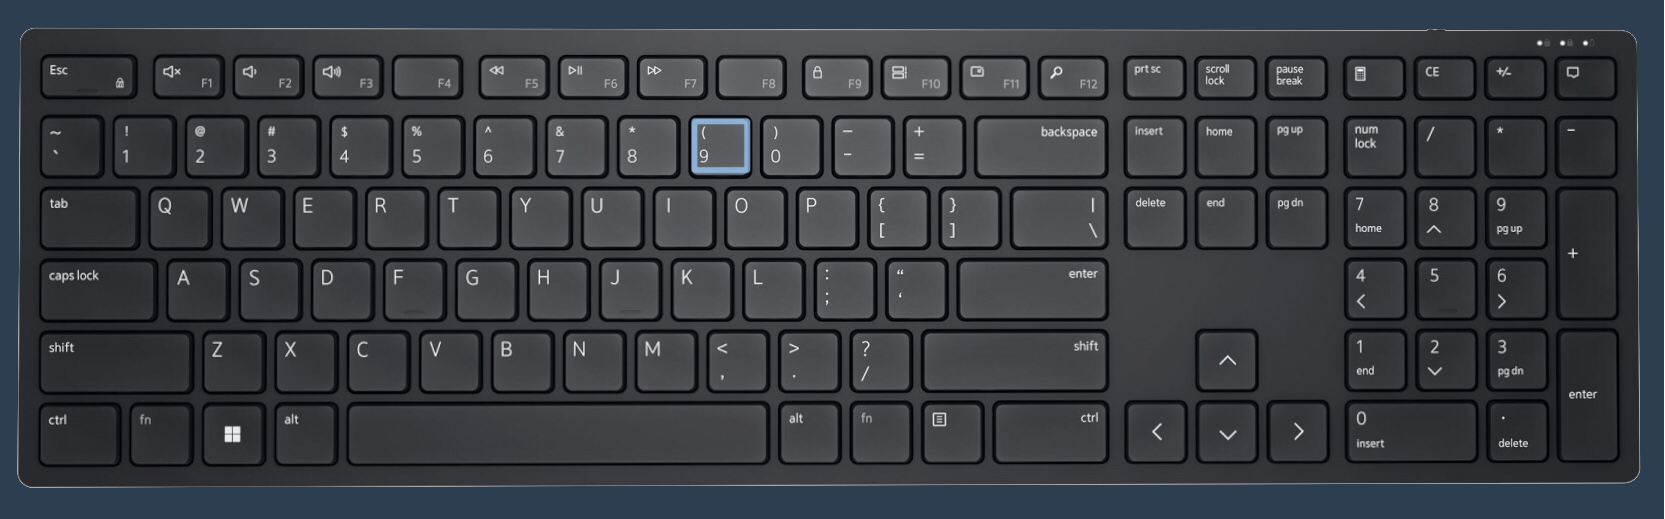 Esc F1 F2 F3 F4 F5 F6 F7 F8 F9 F10 F11 F12 prt sc scroll lock pause break CE +/-
~ ` ! 1 @ 2 # 3 $ 4 % 5 ^ 6 & 7 * 8 ( 9 ) 0 – - + = backspace insert home pg up num lock / * -
tab Q W E R T Y U I O P { [ } ] | \ delete end pg dn 7 home 8 9 pg up +
caps lock A S D F G H J K L : ; “ ‘ enter 4 5 6
shift Z X C V B N M < , > . ? / shift 1 end 2 3 pg dn enter
ctrl fn alt alt fn ctrl 0 insert . delete